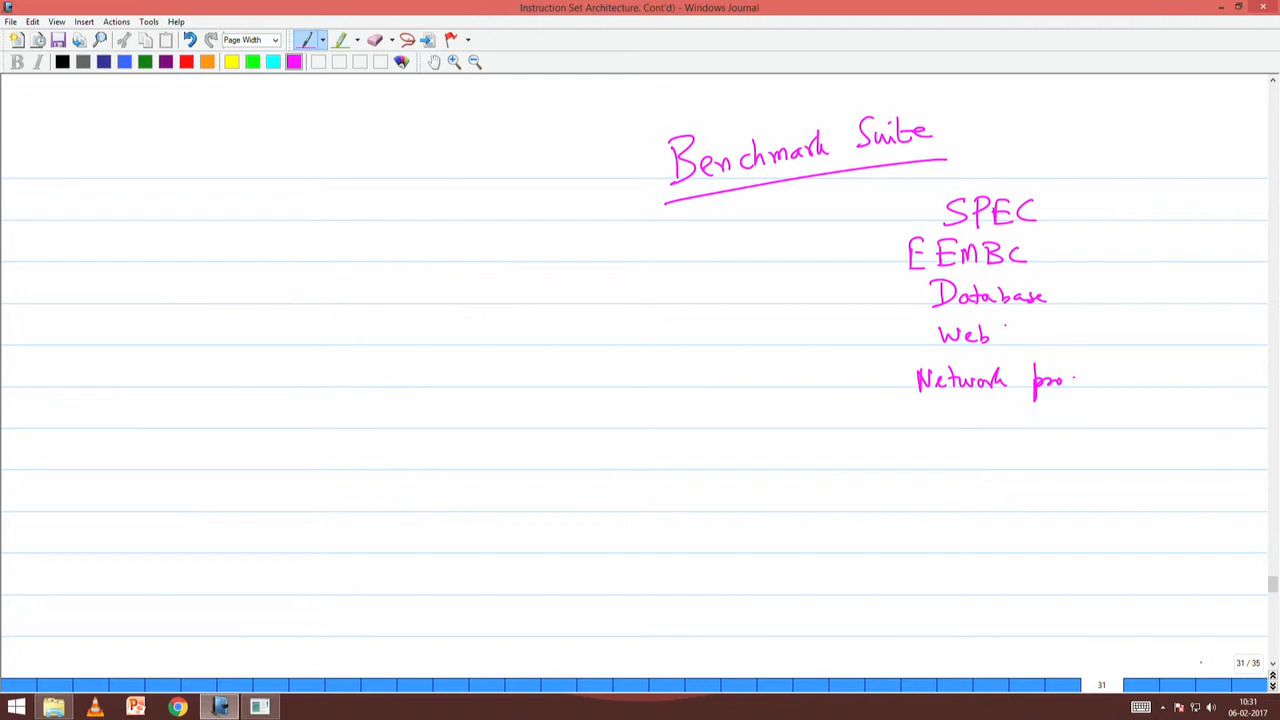 Instruction Set Architecture. Cont'd) - Windows Journal
File Edit View Insert Actions Tools Help
Page Width
B I
Benchmark Suite
SPEC
EEMBC
Database
Web
Network pro.
31 / 35
31
10:31
06-02-2017